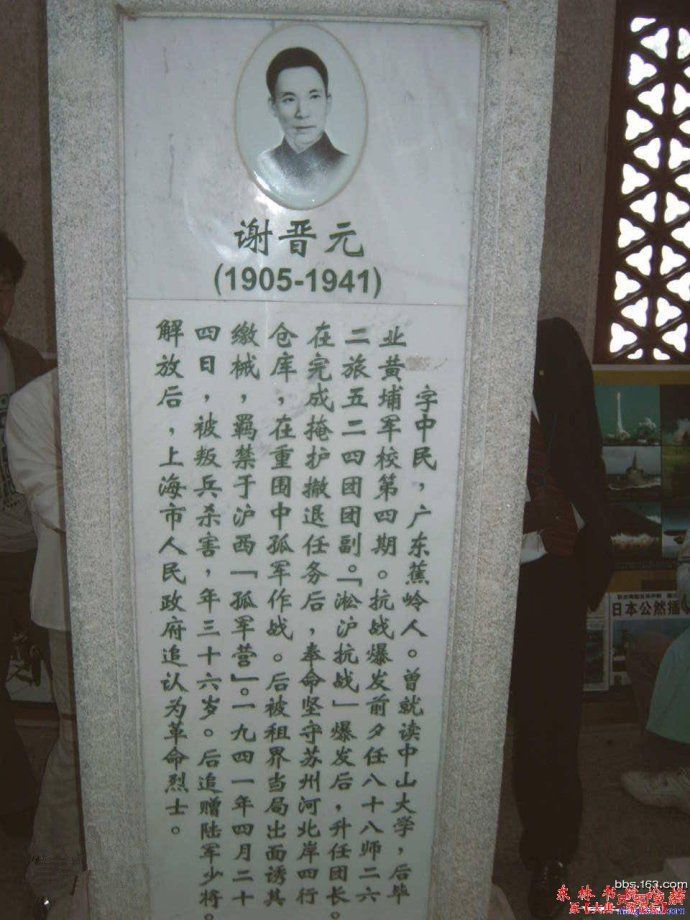 谢晋元
(1905-1941)
字中民，广东蕉岭人。曾就读中山大学，后毕
业黄埔军校第四期。抗战爆发前夕任八十八师二六
二旅五二四团团副。「淞沪抗战」爆发后，升任团长。
在完成掩护撤退任务后，奉命坚守苏州河北岸四行
仓库，在重围中孤军作战。后被租界当局出面诱其
缴械，羁禁于沪西「孤军营」。一九四一年四月二十
四日，被叛兵杀害，年三十六岁。后追赠陆军少将。
解放后，上海市人民政府追认为革命烈士。
日本公然插
bbs.163.com